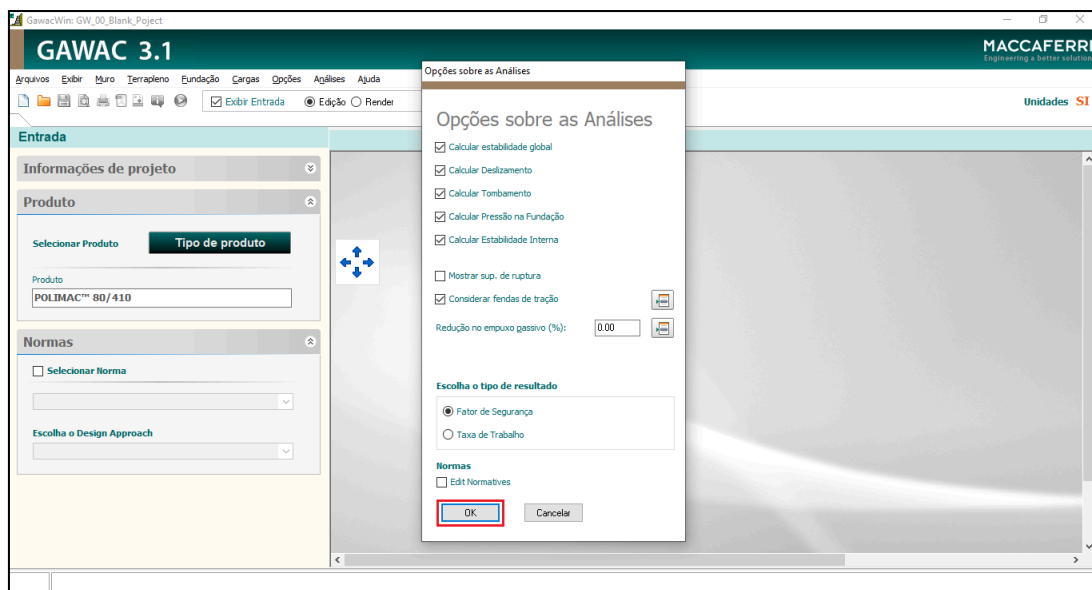 GawacWin: GW_00_Blank_Poject
GAWAC 3.1
MACCAFERRI
Engineering a better solution
Arquivos Exibir Muro Terrapleno Fundação Cargas Opções Análises Ajuda
Exibir Entrada Edição Render
Unidades SI
Entrada
Informações de projeto
Produto
Selecionar Produto Tipo de produto
Produto
POLIMAC™ 80/410
Normas
Selecionar Norma
Escolha o Design Approach
Opções sobre as Análises
Opções sobre as Análises
Calcular estabilidade global
Calcular Deslizamento
Calcular Tombamento
Calcular Pressão na Fundação
Calcular Estabilidade Interna
Mostrar sup. de ruptura
Considerar fendas de tração
Redução no empuxo passivo (%): 0.00
Escolha o tipo de resultado
Fator de Segurança
Taxa de Trabalho
Normas
Edit Normatives
OK Cancelar